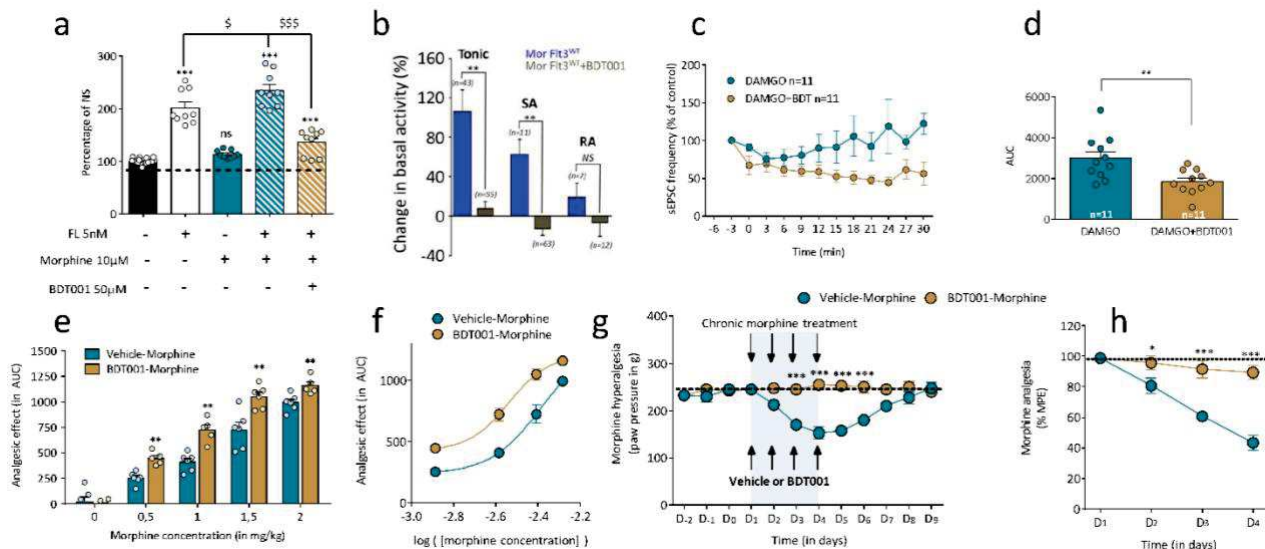 a
$
$$$
***
ns
***
***
Percentage of NS
300
200
100
0
FL 5nM
- + - + +
Morphine 10µM
- - + + +
BDT001 50µM
- - - - +
b
Mor Flt3WT
Mor Flt3WT+BDT001
Tonic
**
(n=43)
(n=55)
SA
**
(n=11)
(n=63)
RA
NS
(n=7)
(n=12)
Change in basal activity (%)
160
120
80
40
0
-40
c
DAMGO n=11
DAMGO+BDT n=11
sEPSC frequency (% of control)
200
150
100
50
0
-6 -3 0 3 6 9 12 15 18 21 24 27 30
Time (min)
d
**
AUC
6000
4000
2000
0
n=11
n=11
DAMGO
DAMGO+BDT001
e
Vehicle-Morphine
BDT001-Morphine
Analgesic effect (in AUC)
1500
1250
1000
750
500
250
0
**
**
**
**
0 0,5 1 1,5 2
Morphine concentration (in mg/kg)
f
Vehicle-Morphine
BDT001-Morphine
Analgesic effect (in AUC)
1000
500
0
-3.0 -2.8 -2.6 -2.4 -2.2
log ( [morphine concentration] )
Vehicle-Morphine
BDT001-Morphine
g
Chronic morphine treatment
Morphine hyperalgesia
(paw pressure in g)
400
350
300
250
200
150
100
50
0
*** *** *** ***
Vehicle or BDT001
D-2 D-1 D0 D1 D2 D3 D4 D5 D6 D7 D8 D9
Time (in days)
h
Morphine analgesia
(% MPE)
120
100
80
60
40
20
0
*
***
***
D1 D2 D3 D4
Time (in days)